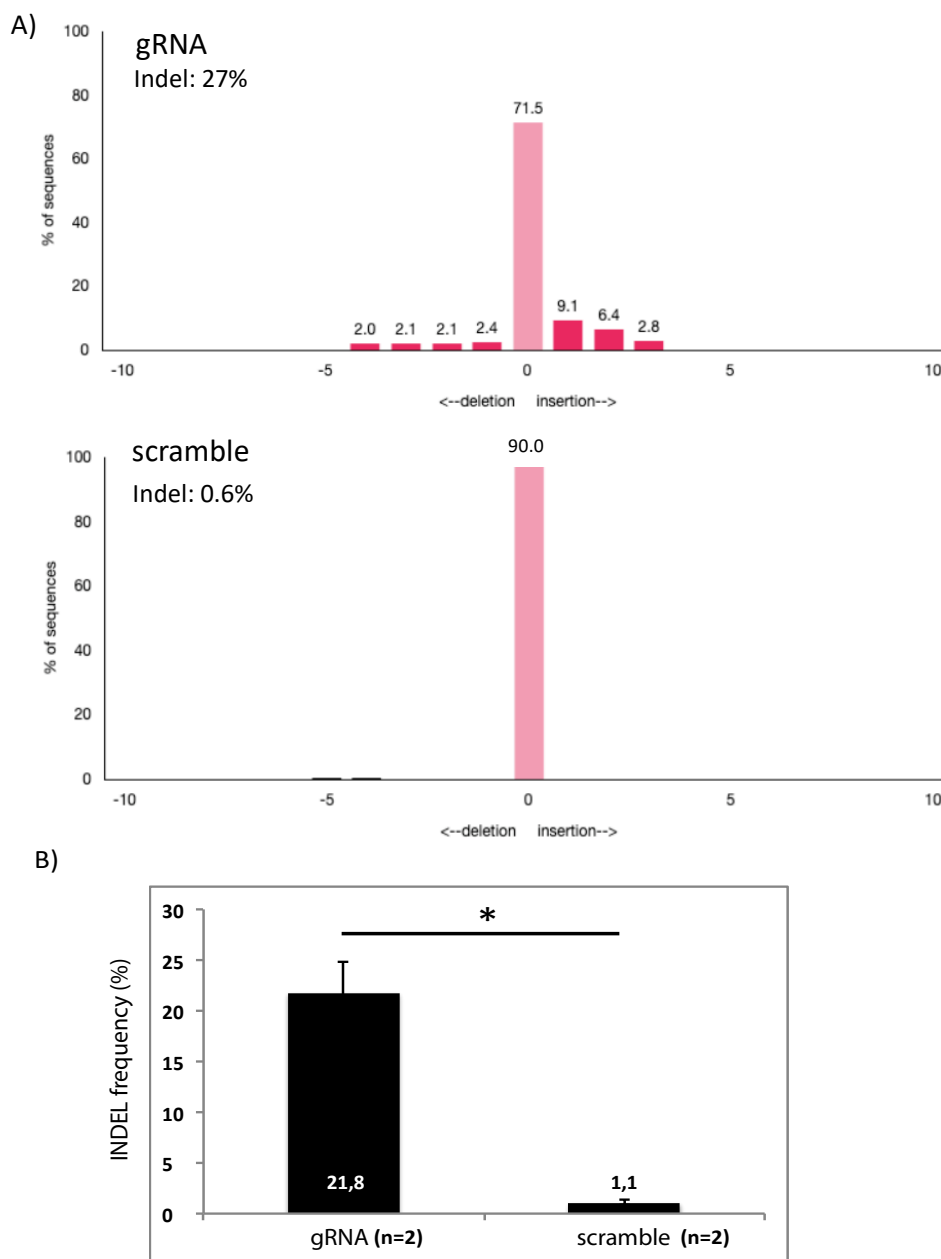 A)
gRNA
Indel: 27%
% of sequences
100
80
60
40
20
0
2.0 2.1 2.1 2.4 71.5 9.1 6.4 2.8
-10 -5 0 5 10
<--deletion insertion-->
scramble
Indel: 0.6%
% of sequences
100
80
60
40
20
0
90.0
-10 -5 0 5 10
<--deletion insertion-->
B)
INDEL frequency (%)
30
25
20
15
10
5
0
*
21,8 1,1
gRNA (n=2) scramble (n=2)